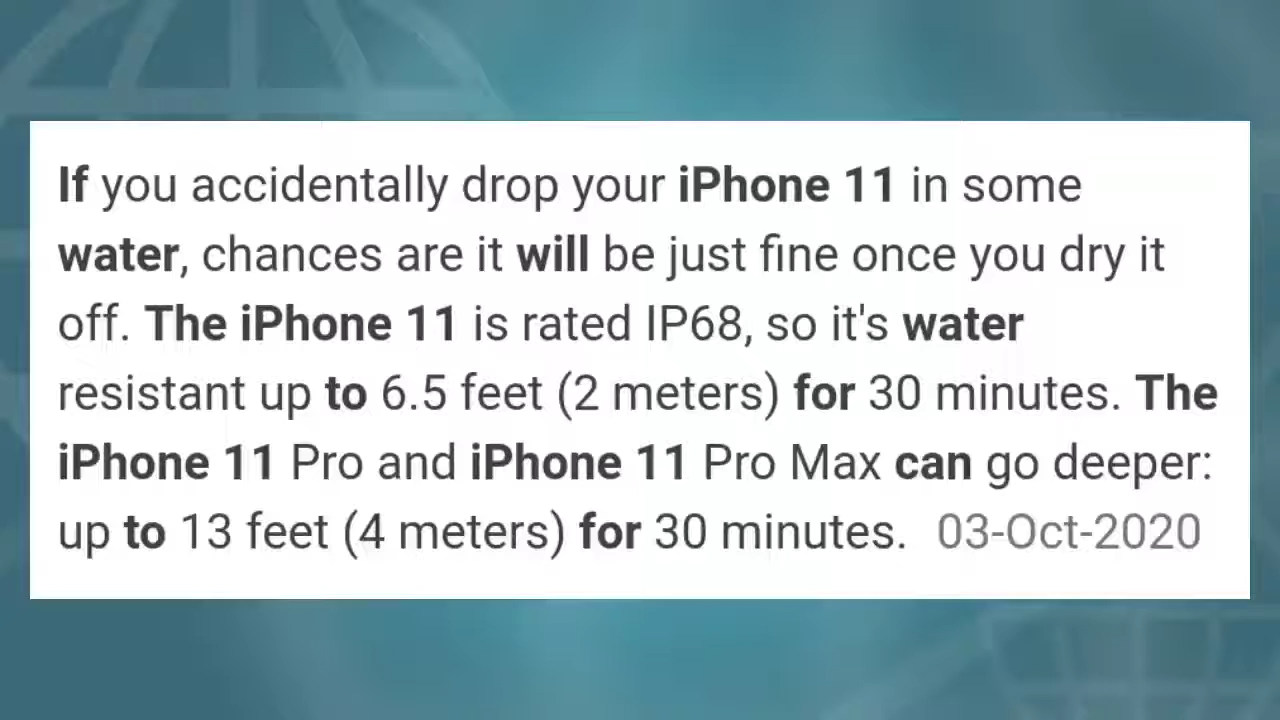 If you accidentally drop your iPhone 11 in some
water, chances are it will be just fine once you dry it
off. The iPhone 11 is rated IP68, so it's water
resistant up to 6.5 feet (2 meters) for 30 minutes. The
iPhone 11 Pro and iPhone 11 Pro Max can go deeper:
up to 13 feet (4 meters) for 30 minutes. 03-Oct-2020